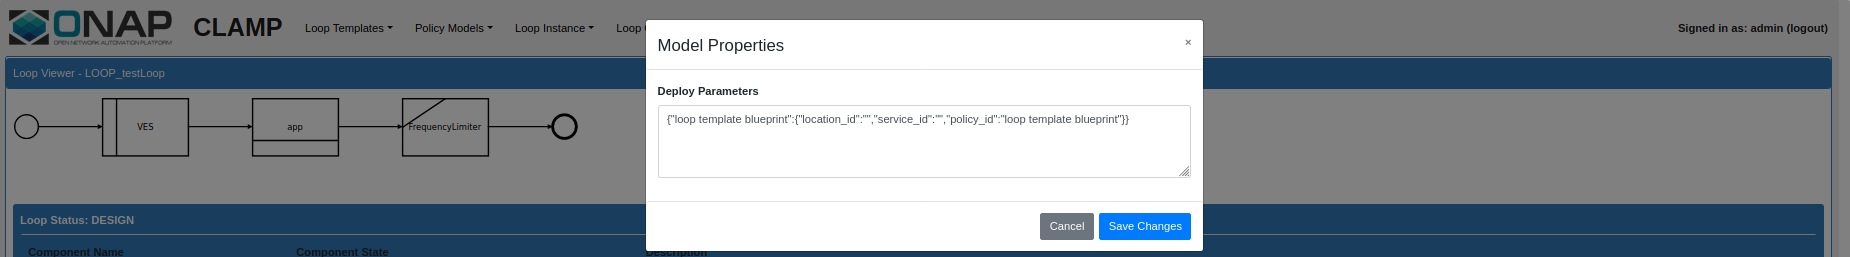 ONAP
OPEN NETWORK AUTOMATION PLATFORM
CLAMP
Loop Templates Policy Models Loop Instance Loop
Signed in as: admin (logout)
Model Properties
×
Loop Viewer - LOOP_testLoop
Deploy Parameters
{"loop template blueprint":{"location_id":"","service_id":"","policy_id":"loop template blueprint"}}
VES
app
FrequencyLimiter
Cancel
Save Changes
Loop Status: DESIGN
Component Name Component State Description